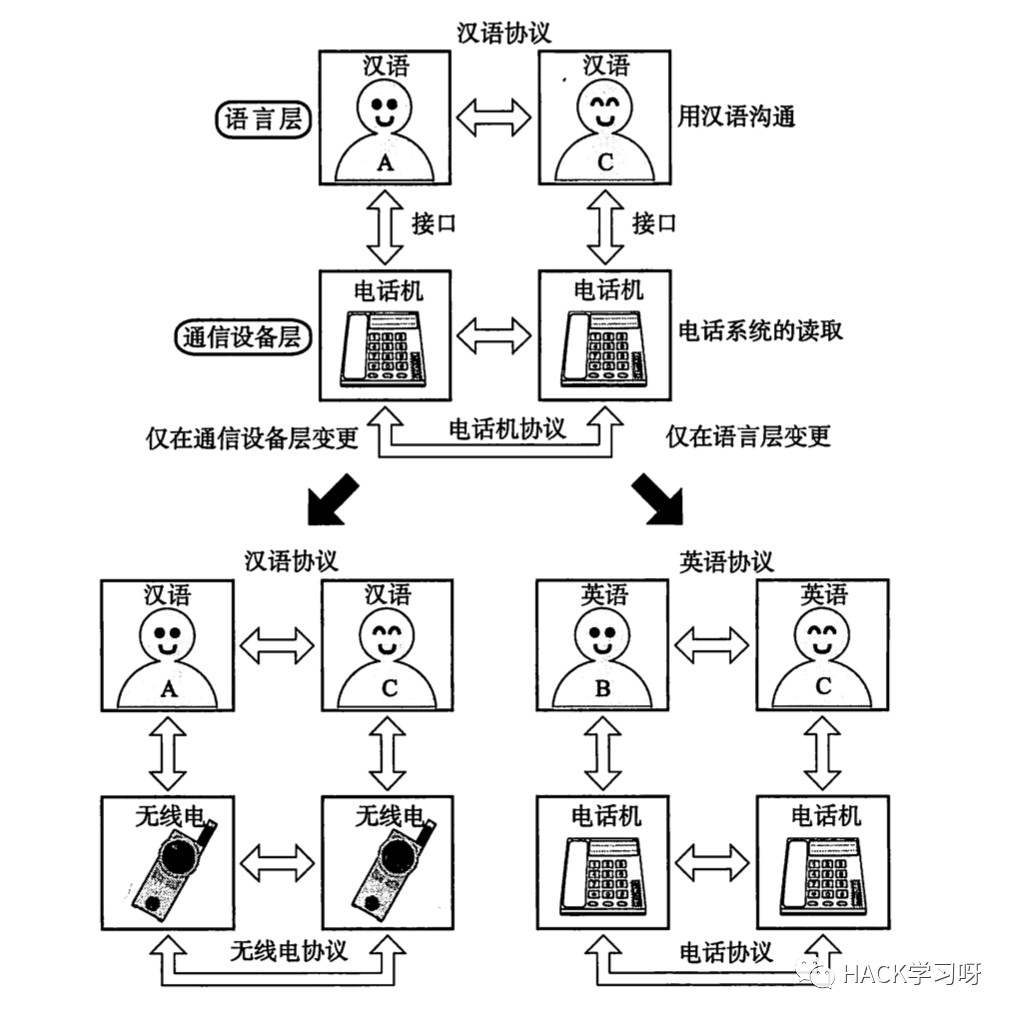 汉语协议
汉语
汉语
语言层
用汉语沟通
A
C
接口
接口
电话机
电话机
通信设备层
电话系统的读取
仅在通信设备层变更
电话机协议
仅在语言层变更
汉语协议
英语协议
汉语
汉语
英语
英语
A
C
B
C
无线电
无线电
电话机
电话机
无线电协议
电话协议
HACK学习呀